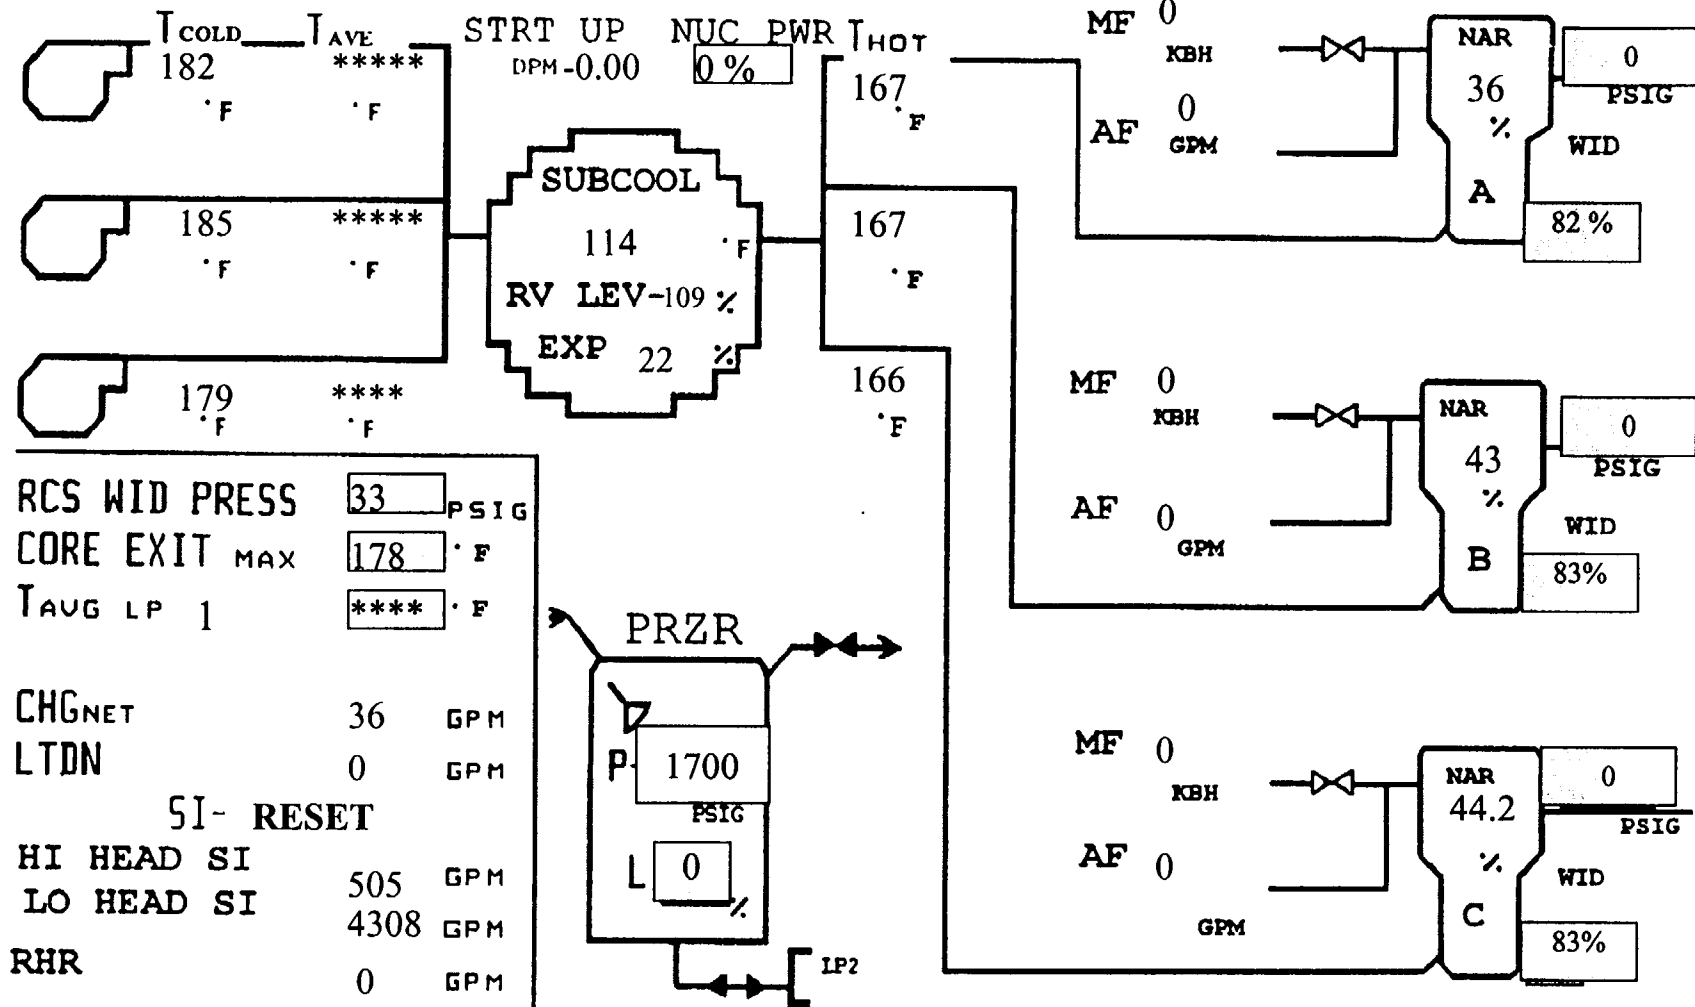 TCOLD TAVE STRT UP NUC PWR THOT
182 ***** DPM -0.00 0 % 167
°F °F °F
185 ***** 167
°F °F °F
179 **** 166
°F °F °F
SUBCOOL
114 °F
RV LEV -109 %
EXP 22 %
RCS WID PRESS 33 PSIG
CORE EXIT MAX 178 °F
TAVG LP 1 **** °F
CHGNET 36 GPM
LTDN 0 GPM
SI- RESET
HI HEAD SI 505 GPM
LO HEAD SI 4308 GPM
RHR 0 GPM
PRZR
P 1700
PSIG
L 0
%
LP2
MF 0
KBH
AF 0
GPM
NAR
36
%
A
0
PSIG
WID
82 %
MF 0
KBH
AF 0
GPM
NAR
43
%
B
0
PSIG
WID
83%
MF 0
KBH
AF 0
GPM
NAR
44.2
%
C
0
PSIG
WID
83%